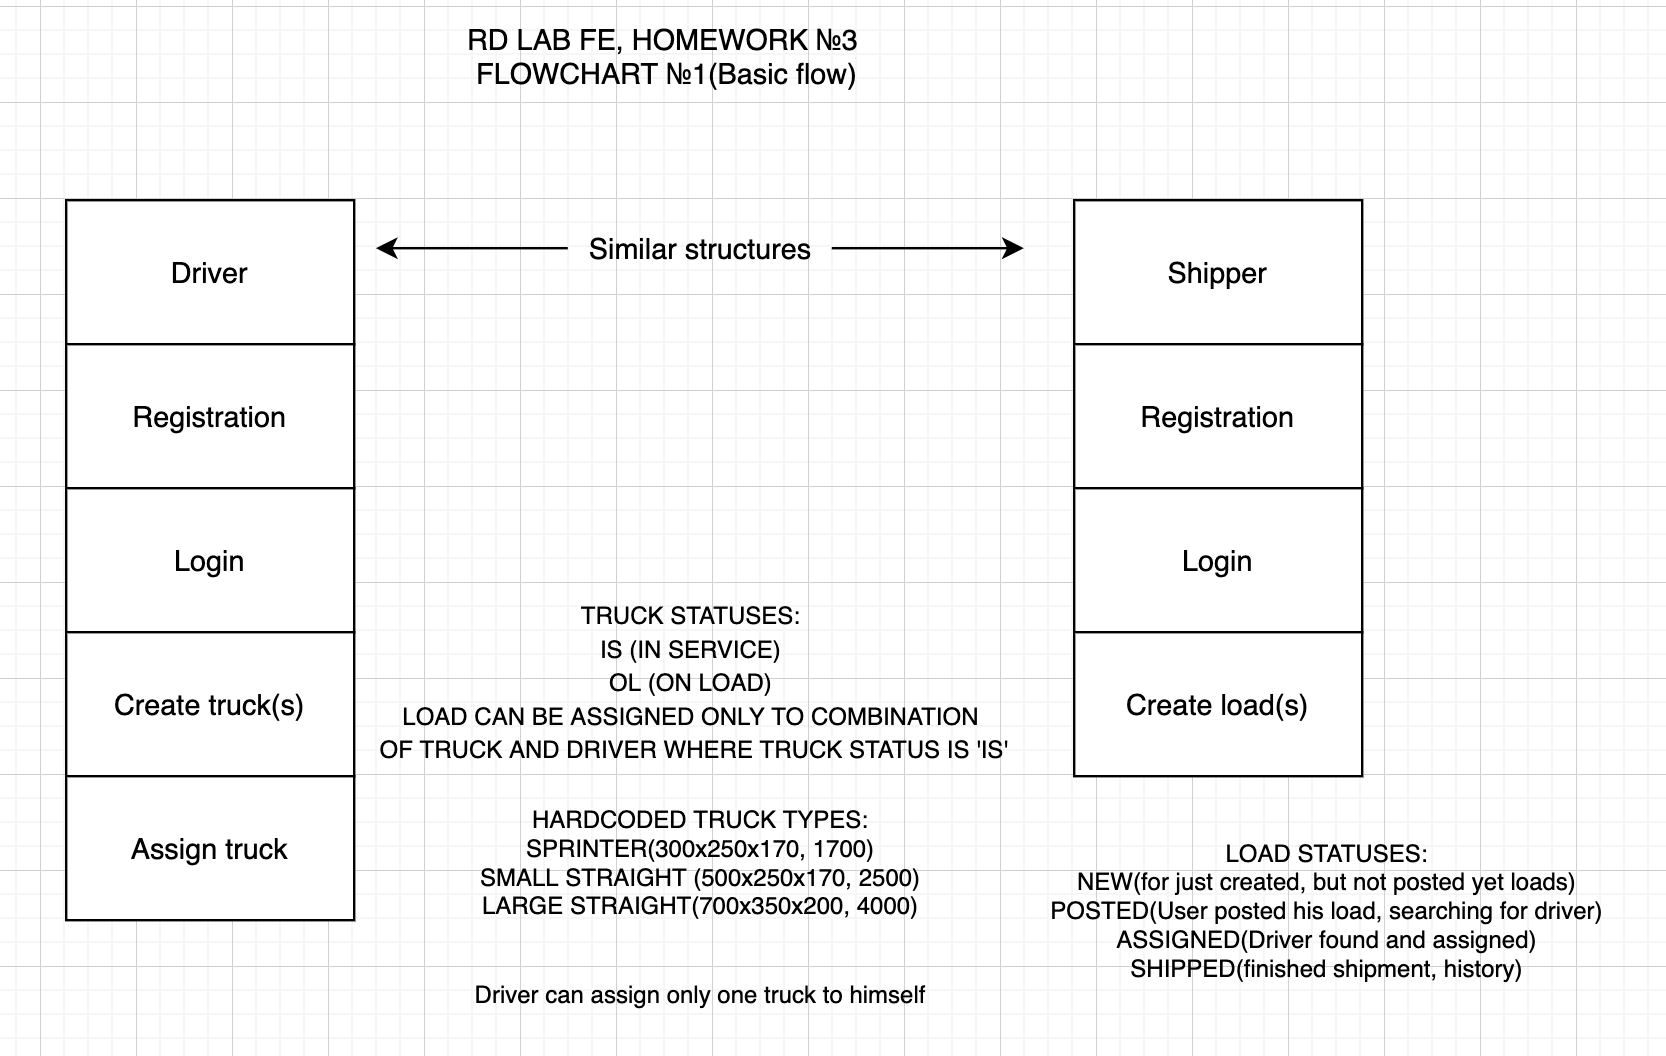 RD LAB FE, HOMEWORK №3
FLOWCHART №1(Basic flow)
Similar structures
Driver
Registration
Login
Create truck(s)
Assign truck
TRUCK STATUSES:
IS (IN SERVICE)
OL (ON LOAD)
LOAD CAN BE ASSIGNED ONLY TO COMBINATION
OF TRUCK AND DRIVER WHERE TRUCK STATUS IS 'IS'
HARDCODED TRUCK TYPES:
SPRINTER(300x250x170, 1700)
SMALL STRAIGHT (500x250x170, 2500)
LARGE STRAIGHT(700x350x200, 4000)
Driver can assign only one truck to himself
Shipper
Registration
Login
Create load(s)
LOAD STATUSES:
NEW(for just created, but not posted yet loads)
POSTED(User posted his load, searching for driver)
ASSIGNED(Driver found and assigned)
SHIPPED(finished shipment, history)